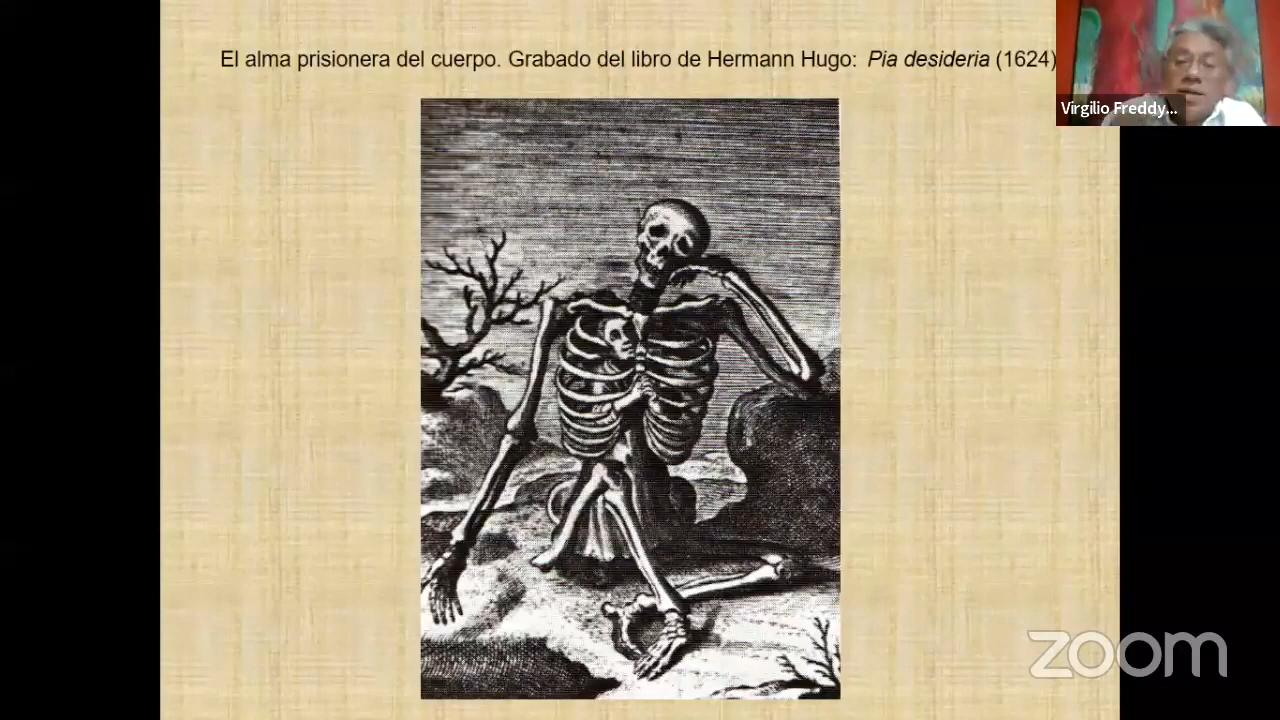 El alma prisionera del cuerpo. Grabado del libro de Hermann Hugo: Pia desideria (1624)
Virgilio Freddy...
zoom